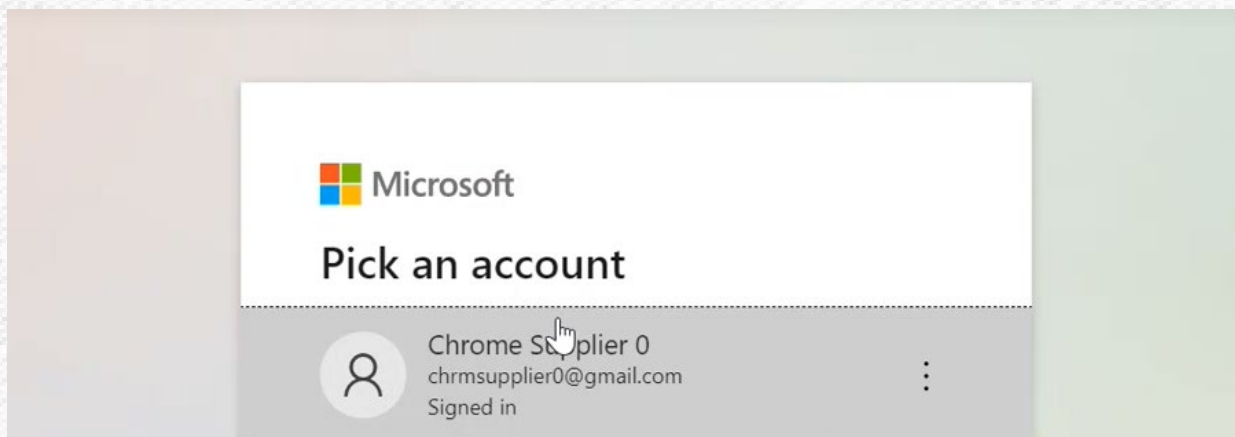 Microsoft
Pick an account
Chrome Supplier 0
chrmsupplier0@gmail.com
Signed in